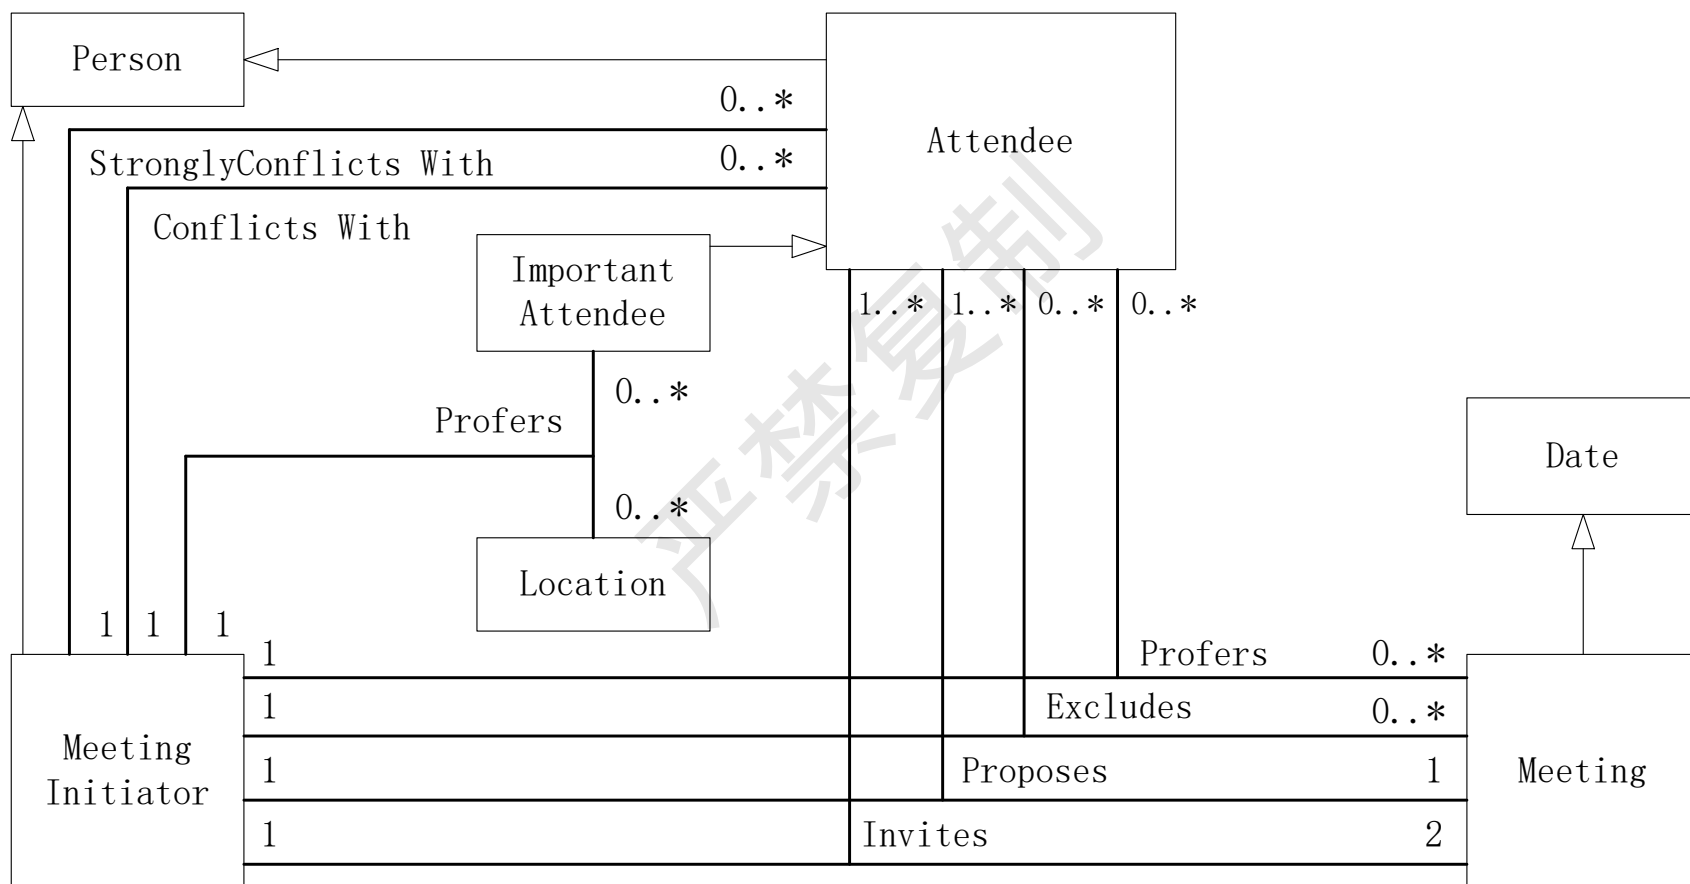 Person
0..*
Attendee
StronglyConflicts With
0..*
Conflicts With
Important
Attendee
1..*
1..*
0..*
0..*
0..*
Profers
Date
0..*
Location
1
1
1
1
Profers
0..*
1
Excludes
0..*
Meeting
Initiator
1
Proposes
1
Meeting
1
Invites
2
严禁复制